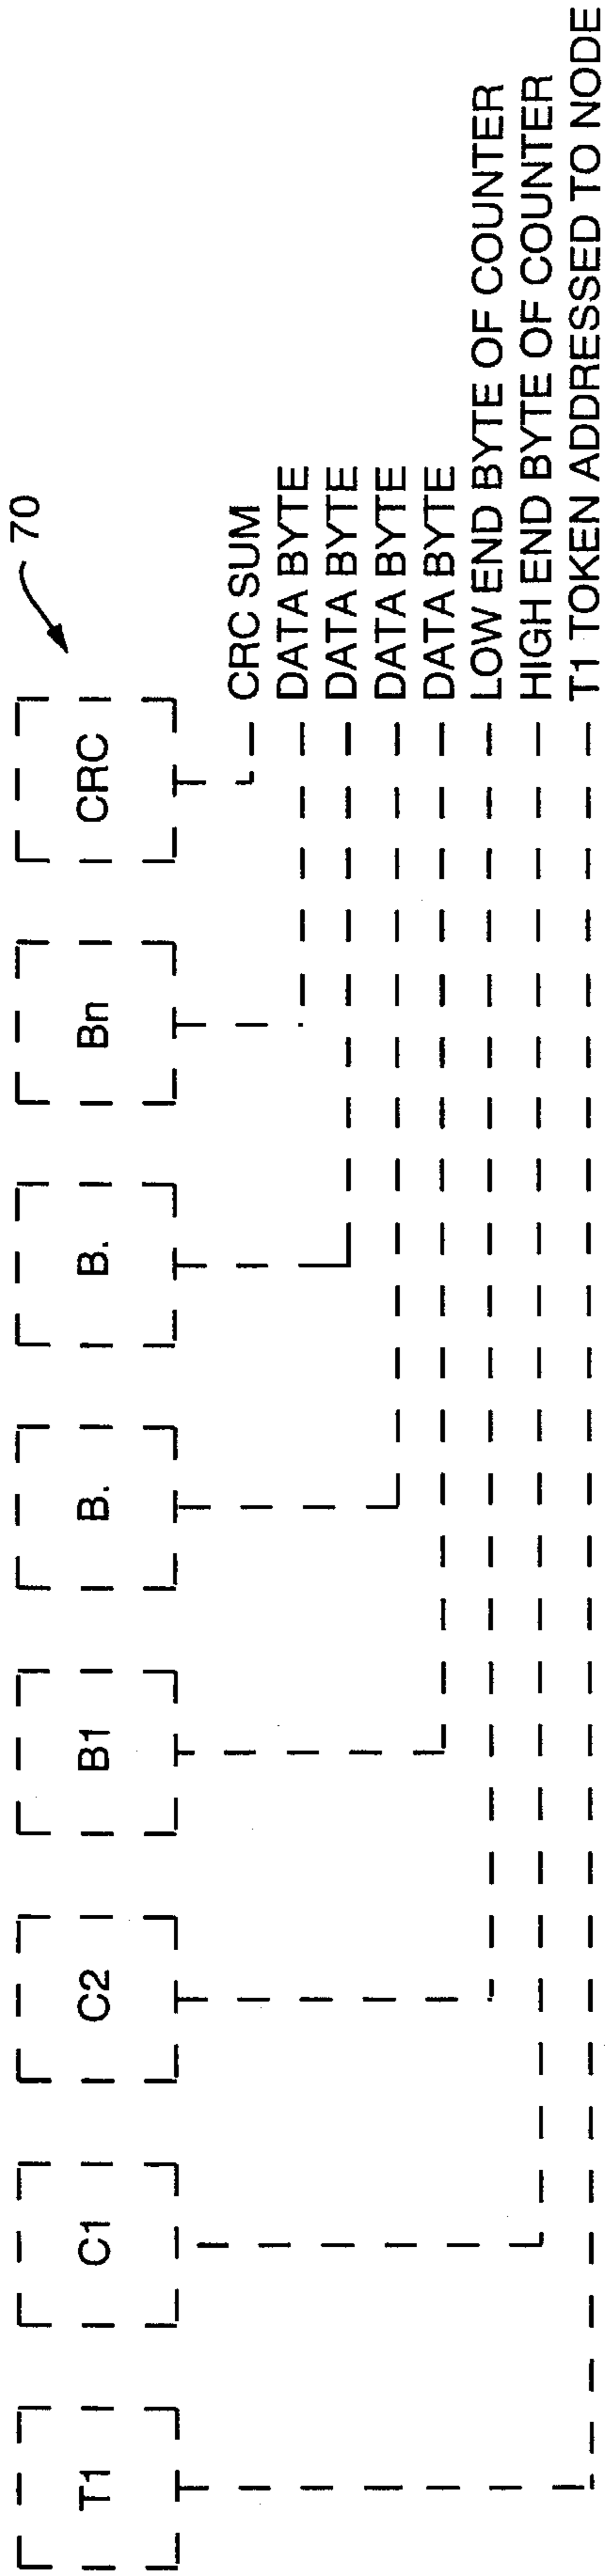 70
T1 C1 C2 B1 B. B. Bn CRC
CRC SUM
DATA BYTE
DATA BYTE
DATA BYTE
DATA BYTE
LOW END BYTE OF COUNTER
HIGH END BYTE OF COUNTER
T1 TOKEN ADDRESSED TO NODE